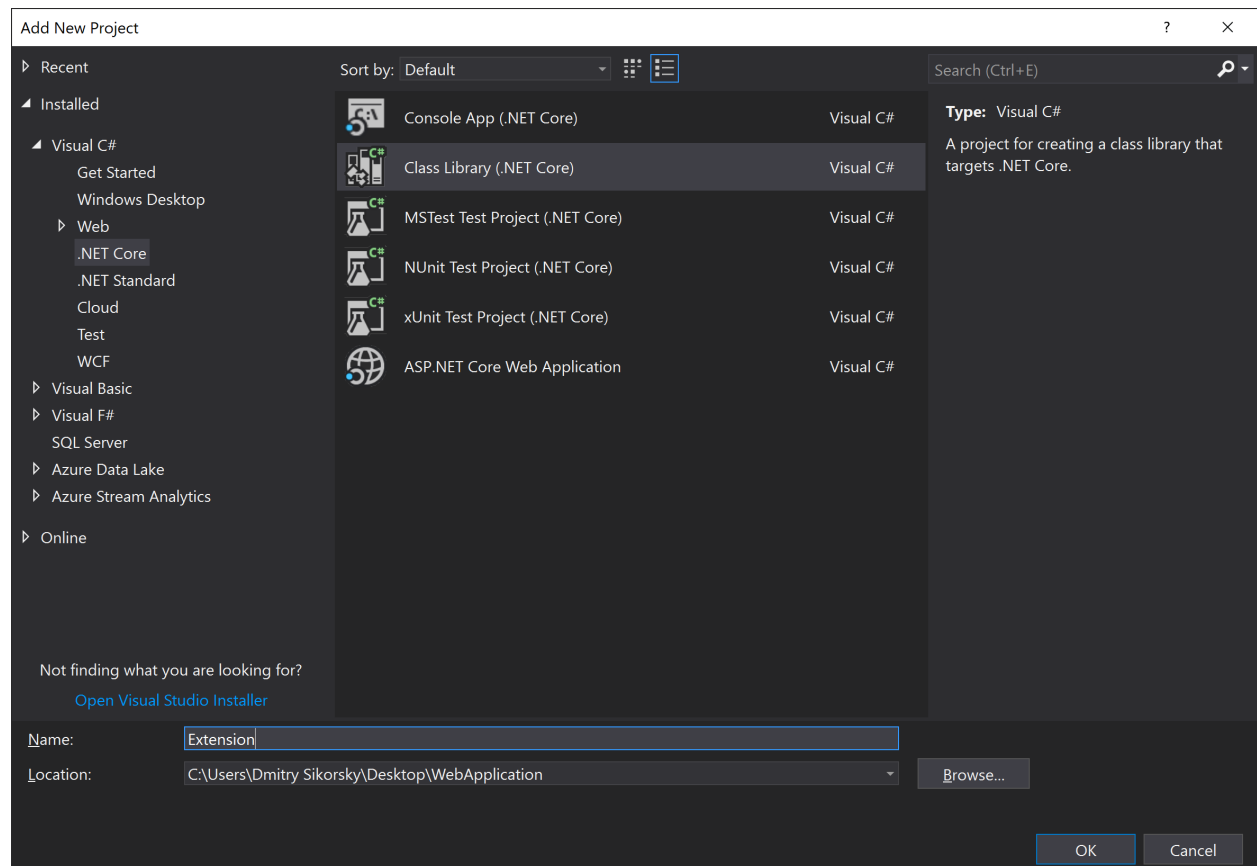 Add New Project
?
Recent
Installed
Visual C#
Get Started
Windows Desktop
Web
.NET Core
.NET Standard
Cloud
Test
WCF
Visual Basic
Visual F#
SQL Server
Azure Data Lake
Azure Stream Analytics
Online
Not finding what you are looking for?
Open Visual Studio Installer
Sort by: Default
Console App (.NET Core) Visual C#
Class Library (.NET Core) Visual C#
MSTest Test Project (.NET Core) Visual C#
NUnit Test Project (.NET Core) Visual C#
xUnit Test Project (.NET Core) Visual C#
ASP.NET Core Web Application Visual C#
Search (Ctrl+E)
Type: Visual C#
A project for creating a class library that
targets .NET Core.
Name: Extension
Location: C:\Users\Dmitry Sikorsky\Desktop\WebApplication Browse...
OK Cancel